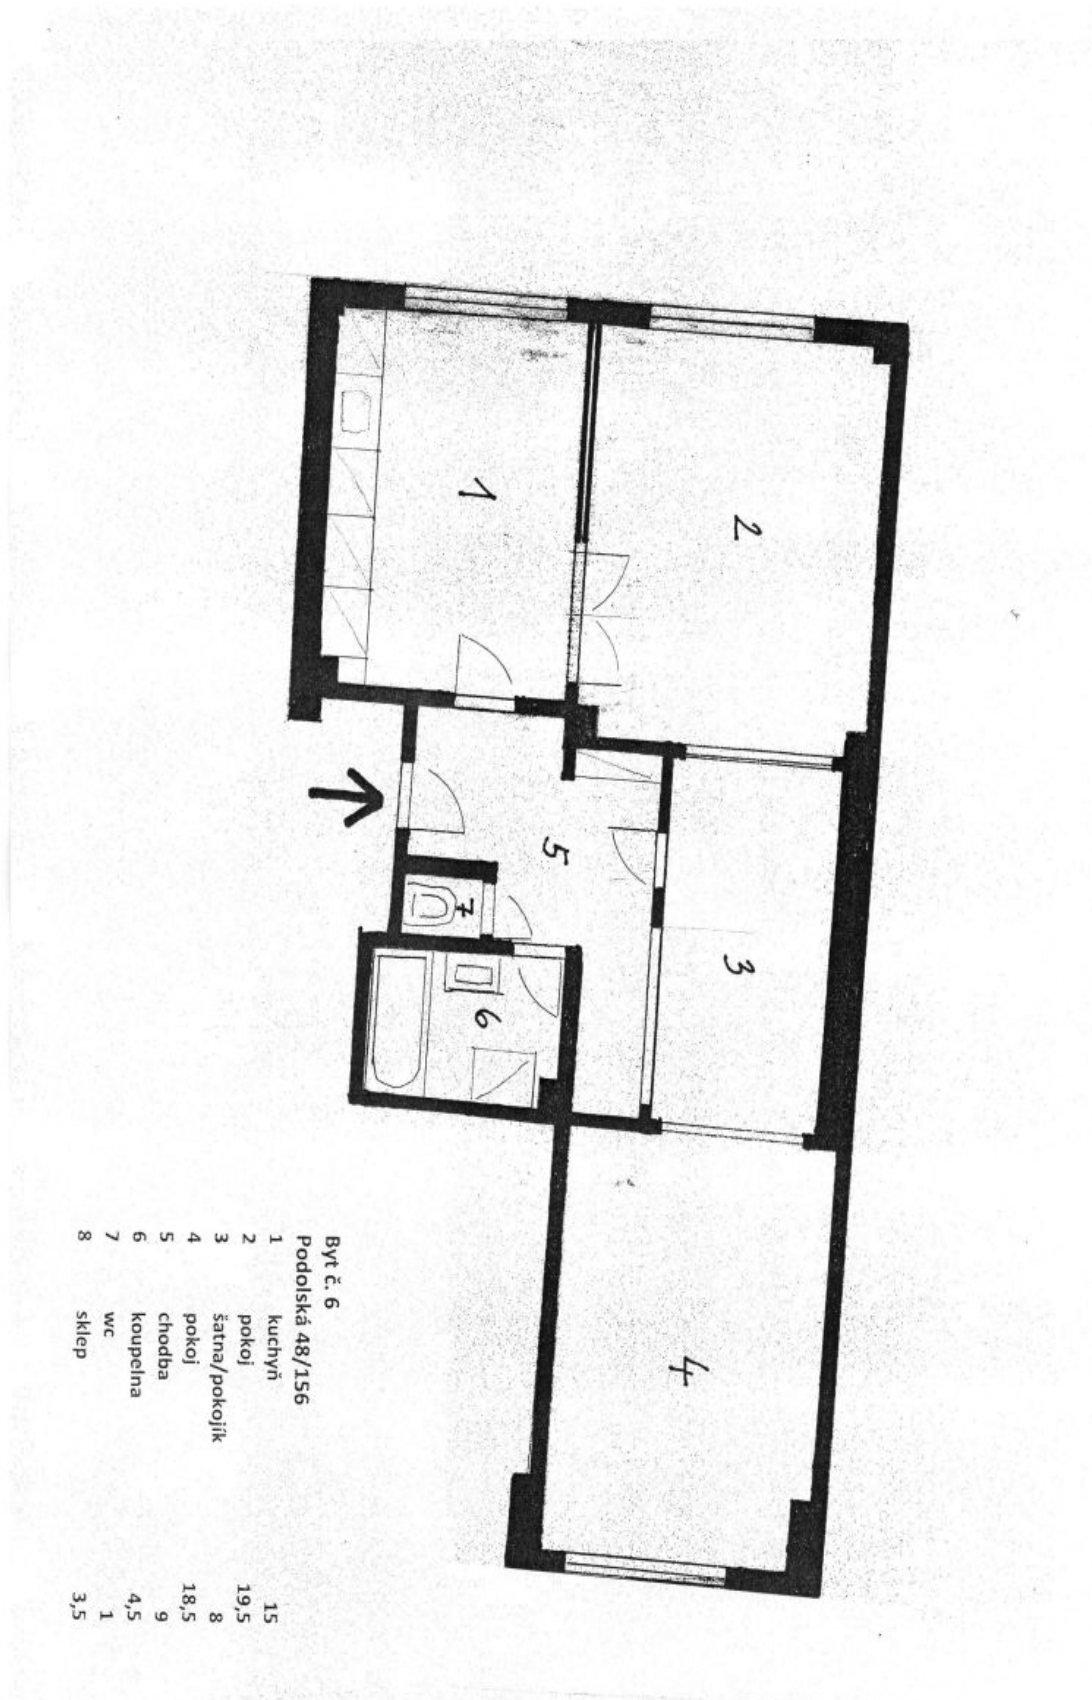 1
2
3
4
5
6
7
Byt č. 6
Podolská 48/156
1 kuchyň 15
2 pokoj 19,5
3 šatna/pokojík 8
4 pokoj 18,5
5 chodba 9
6 koupelna 4,5
7 wc 1
8 sklep 3,5